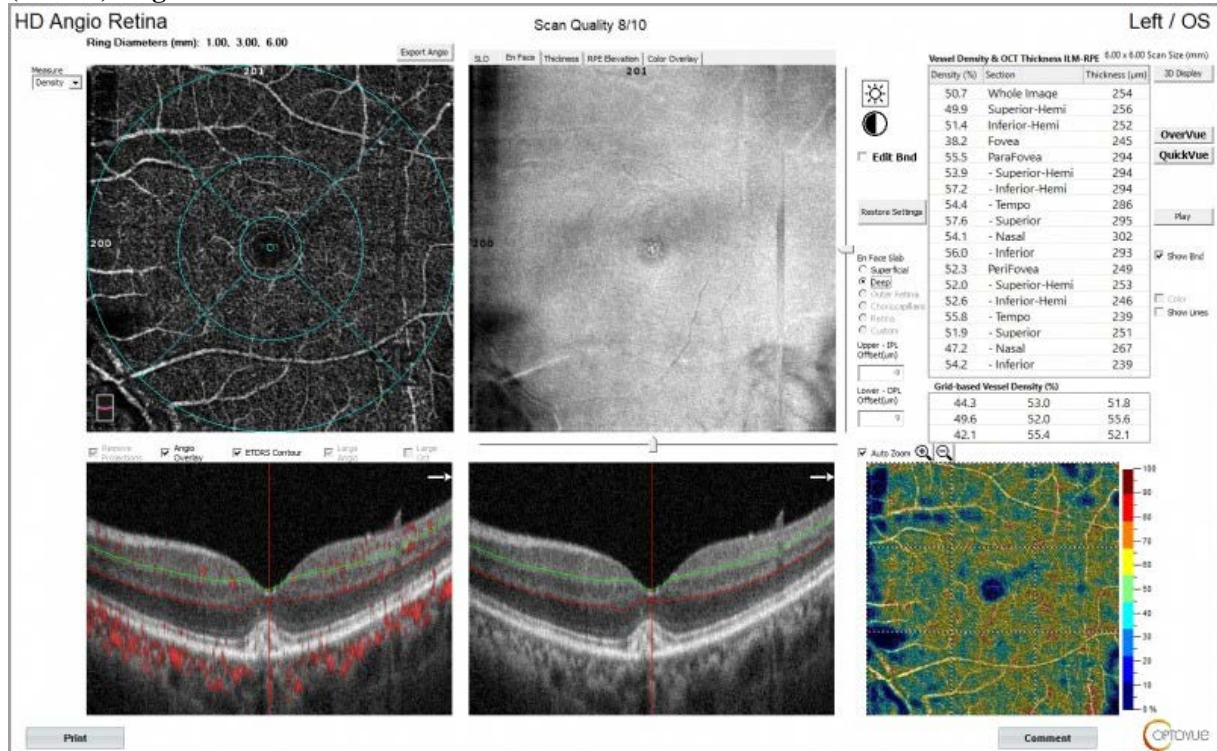 HD Angio Retina
Scan Quality 8/10
Left / OS
Ring Diameters (mm): 1.00, 3.00, 6.00
Export Angio
Measure
Density
201
200
SLO
En Face
Thickness
RPE Elevation
Color Overlay
201
200
Edit Bnd
Restore Settings
En Face Slab
Superficial
Deep
Outer Retina
Choriocapillaris
Retina
Custom
Upper - IPL
Offset(um)
Lower - OPL
Offset(um)
9
Vessel Density & OCT Thickness ILM-RPE
6.00 x 6.00 Scan Size (mm)
Density (%) Section Thickness (µm)
50.7 Whole Image 254
49.9 Superior-Hemi 256
51.4 Inferior-Hemi 252
38.2 Fovea 245
55.5 ParaFovea 294
53.9 - Superior-Hemi 294
57.2 - Inferior-Hemi 294
54.4 - Tempo 286
57.6 - Superior 295
54.1 - Nasal 302
56.0 - Inferior 293
52.3 PeriFovea 249
52.0 - Superior-Hemi 253
52.6 - Inferior-Hemi 246
55.8 - Tempo 239
51.9 - Superior 251
47.2 - Nasal 267
54.2 - Inferior 239
Grid-based Vessel Density (%)
44.3 53.0 51.8
49.6 52.0 55.6
42.1 55.4 52.1
3D Display
OverVue
QuickVue
Play
Show Bnd
Color
Show Lines
Remove Projections
Angio Overlay
ETDRS Contour
Large Angio
Large Oct
Auto Zoom
100
90
80
70
60
50
40
30
20
10
0 %
Print
Comment
OPTOVUE